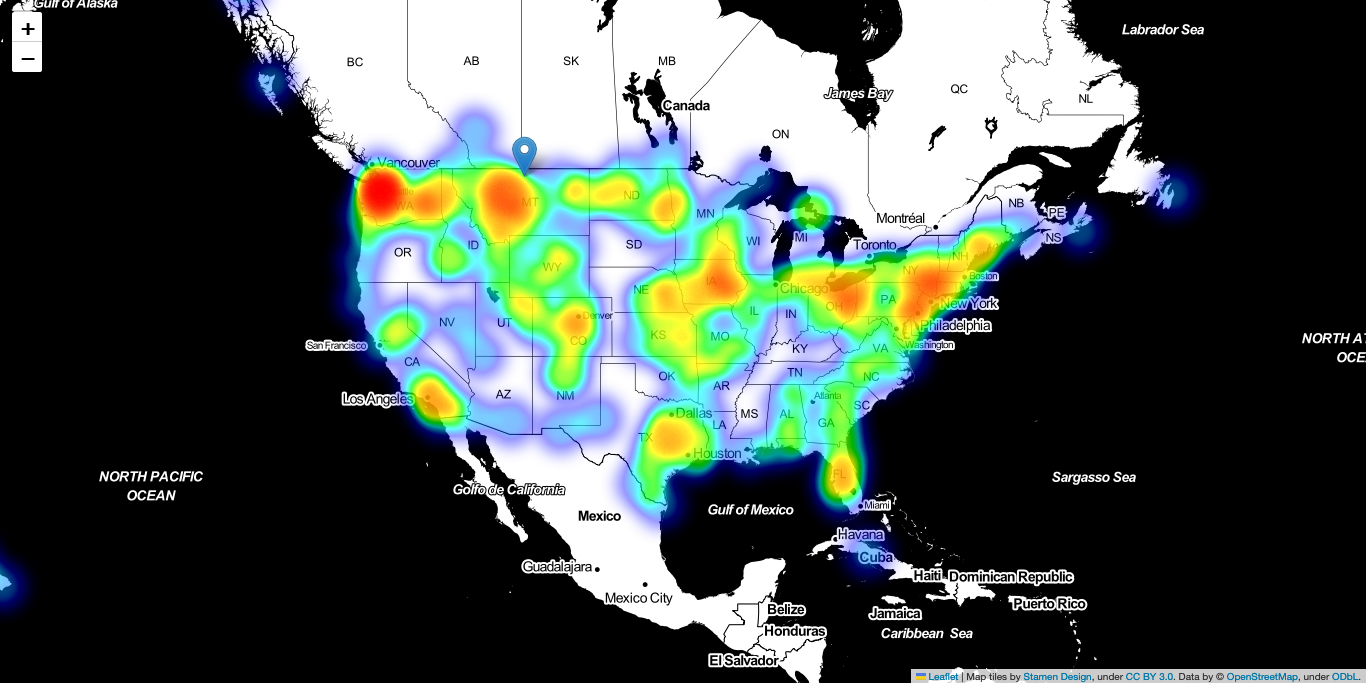 Gulf of Alaska
+
−
Labrador Sea
BC
AB
SK
MB
James Bay
QC
NL
Canada
ON
Vancouver
WA
MT
ND
MN
NB
PE
NS
Montréal
OR
ID
SD
WI
MI
Toronto
NH
WY
NY
Boston
IA
NE
Chicago
OH
PA
New York
NV
UT
Denver
CO
KS
MO
IL
IN
Philadelphia
San Francisco
CA
KY
VA
Washington
NORTH AT
OCE
OK
TN
NC
Los Angeles
AZ
NM
AR
Atlanta
SC
Dallas
MS
AL
GA
LA
TX
Houston
NORTH PACIFIC
OCEAN
Golfo de California
FL
Sargasso Sea
Mexico
Gulf of Mexico
Miami
Havana
Cuba
Guadalajara
Haiti
Dominican Republic
Mexico City
Puerto Rico
Belize
Jamaica
Honduras
Caribbean Sea
El Salvador
Leaflet | Map tiles by Stamen Design, under CC BY 3.0. Data by © OpenStreetMap, under ODbL.